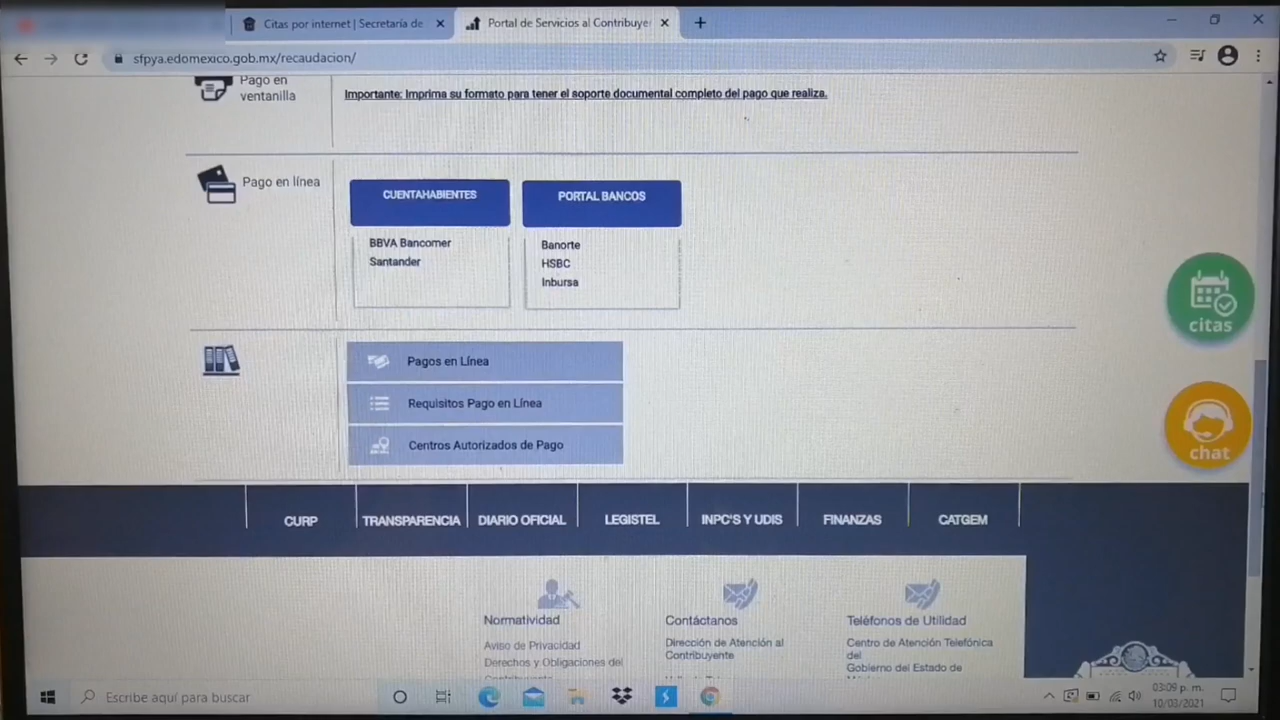 Citas por internet | Secretaría de
Portal de Servicios al Contribuye
sfpya.edomexico.gob.mx/recaudacion/
Pago en
ventanilla
Importante: Imprima su formato para tener el soporte documental completo del pago que realiza.
Pago en línea
CUENTAHABIENTES
BBVA Bancomer
Santander
PORTAL BANCOS
Banorte
HSBC
Inbursa
citas
Pagos en Línea
Requisitos Pago en Línea
Centros Autorizados de Pago
chat
CURP
TRANSPARENCIA
DIARIO OFICIAL
LEGISTEL
INPC'S Y UDIS
FINANZAS
CATGEM
Normatividad
Aviso de Privacidad
Derechos y Obligaciones del
Contáctanos
Dirección de Atención al
Contribuyente
Teléfonos de Utilidad
Centro de Atención Telefónica
del
Gobierno del Estado de
Escribe aquí para buscar
03:09 p. m.
10/03/2021